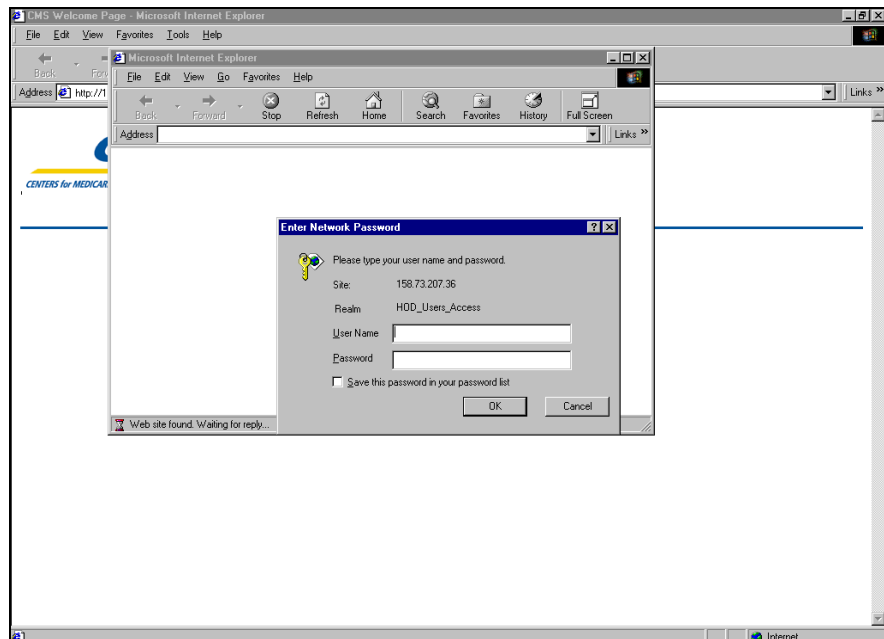 CMS Welcome Page - Microsoft Internet Explorer
File Edit View Favorites Tools Help
Back Forw
Address http://1 Links »
CENTERS for MEDICAR
Microsoft Internet Explorer
File Edit View Go Favorites Help
Back Forward Stop Refresh Home Search Favorites History Full Screen
Address Links »
Enter Network Password
Please type your user name and password.
Site: 158.73.207.36
Realm HOD_Users_Access
User Name
Password
Save this password in your password list
OK Cancel
Web site found. Waiting for reply...
Internet